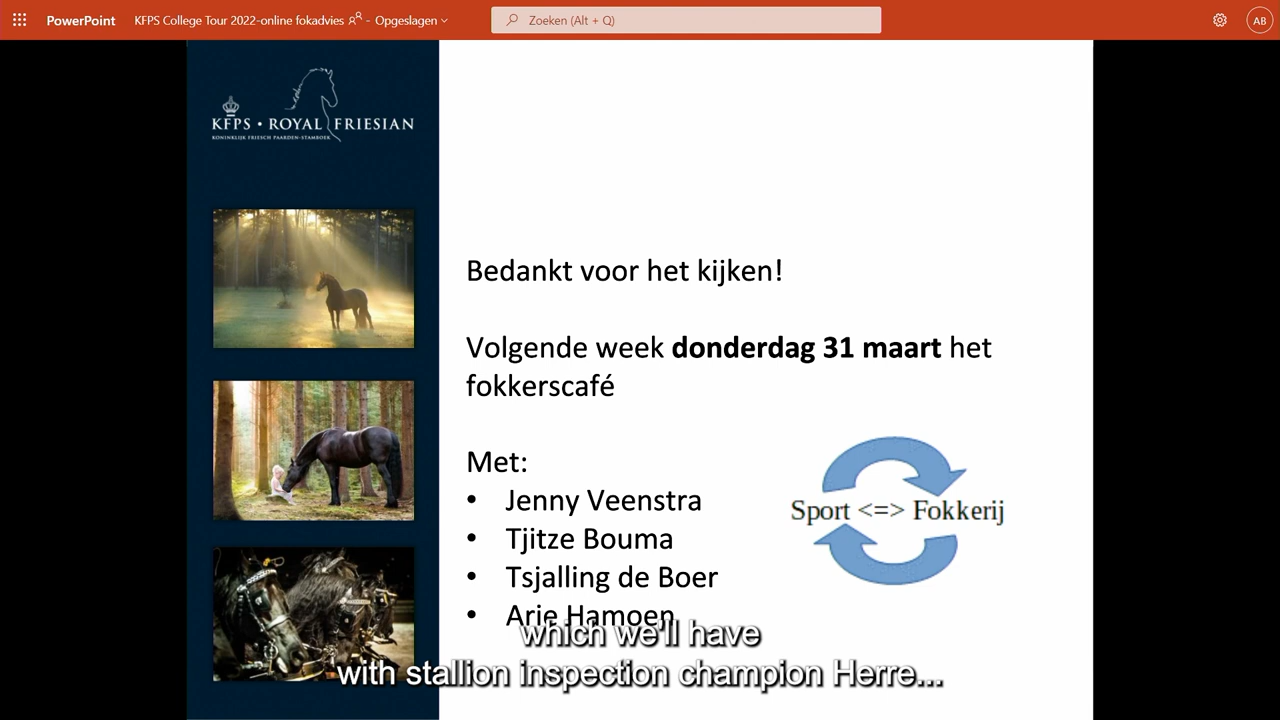 PowerPoint
KFPS College Tour 2022-online fokadvies - Opgeslagen
Zoeken (Alt + Q)
AB
KFPS • ROYAL FRIESIAN
KONINKLIJK FRIESCH PAARDEN-STAMBOEK
Bedankt voor het kijken!
Volgende week donderdag 31 maart het
fokkerscafé
Met:
• Jenny Veenstra
• Tjitze Bouma
• Tsjalling de Boer
• Arie Hamoen
Sport <=> Fokkerij
which we'll have
with stallion inspection champion Herre...